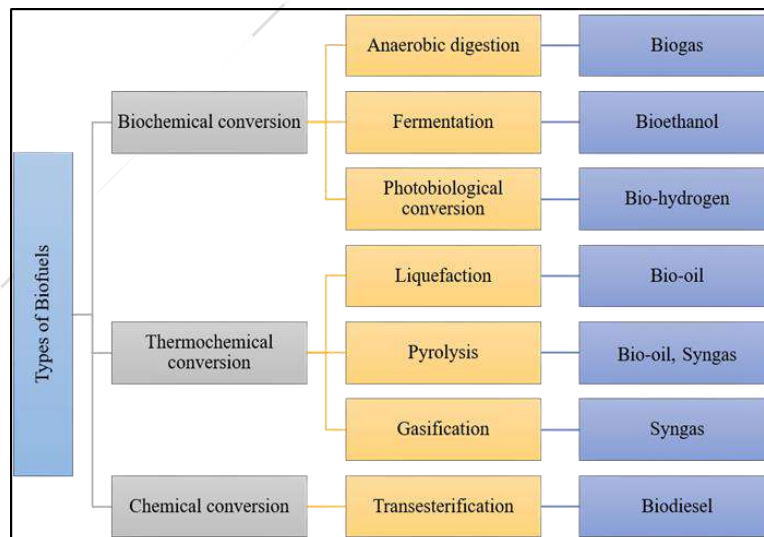 Types of Biofuels
Biochemical conversion
Anaerobic digestion
Biogas
Fermentation
Bioethanol
Photobiological
conversion
Bio-hydrogen
Thermochemical
conversion
Liquefaction
Bio-oil
Pyrolysis
Bio-oil, Syngas
Gasification
Syngas
Chemical conversion
Transesterification
Biodiesel